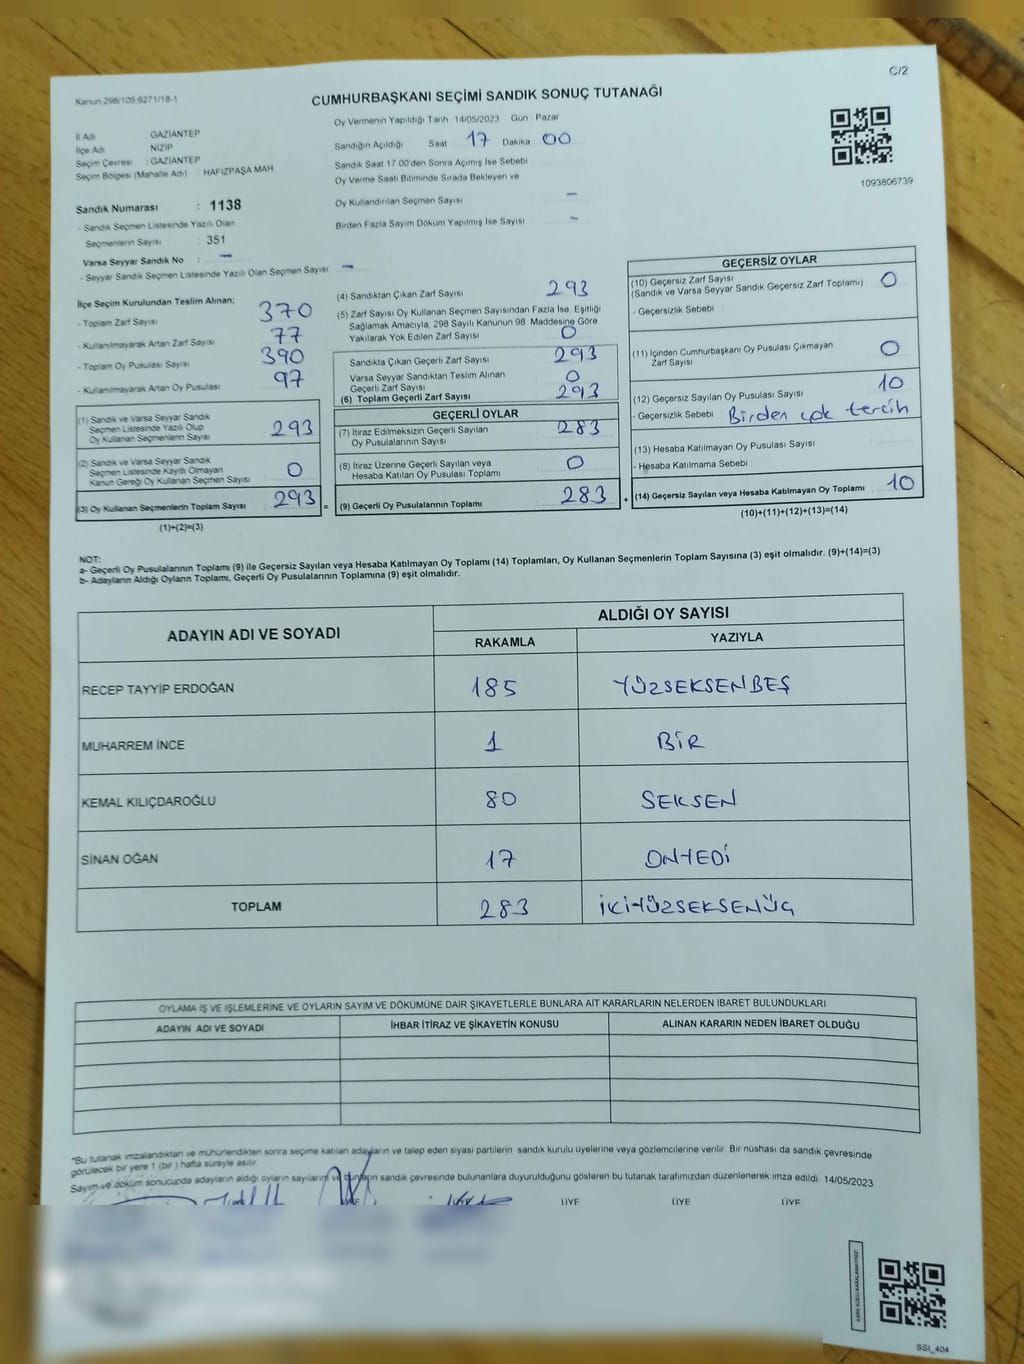 C/2
Kanun 298/105,6271/18-1
CUMHURBAŞKANI SEÇİMİ SANDIK SONUÇ TUTANAĞI
İl Adı GAZİANTEP
İlçe Adı NİZİP
Seçim Çevresi : GAZİANTEP
Seçim Bölgesi (Mahalle Adı) : HAFIZPAŞA MAH
Sandık Numarası : 1138
- Sandık Seçmen Listesinde Yazılı Olan
Seçmenlerin Sayısı : 351
Varsa Seyyar Sandık No : -
- Seyyar Sandık Seçmen Listesinde Yazılı Olan Seçmen Sayısı -
Oy Vermenin Yapıldığı Tarih 14/05/2023 Gün Pazar
Sandığın Açıldığı Saat 17 Dakika 00
Sandık Saat 17 00'den Sonra Açımış İse Sebebi
Oy Verme Saati Bitiminde Sırada Bekleyen ve
Oy Kullandırılan Seçmen Sayısı -
Birden Fazla Sayım Döküm Yapılmış İse Sayısı -
1093806739
İlçe Seçim Kurulundan Teslim Alınan;
- Toplam Zarf Sayısı 370
- Kullanılmayarak Artan Zarf Sayısı 77
- Toplam Oy Pusulası Sayısı 390
- Kullanılmayarak Artan Oy Pusulası 97
(1) Sandık ve Varsa Seyyar Sandık
Seçmen Listesinde Yazılı Olup
Oy Kullanan Seçmenlerin Sayısı 293
(2) Sandık ve Varsa Seyyar Sandık
Seçmen Listesinde Kayıtlı Olmayan
Kanun Gereği Oy Kullanan Seçmen Sayısı 0
(3) Oy Kullanan Seçmenlerin Toplam Sayısı 293 =
(1)+(2)=(3)
(4) Sandıktan Çıkan Zarf Sayısı 293
(5) Zarf Sayısı Oy Kullanan Seçmen Sayısından Fazla İse, Eşitliği
Sağlamak Amacıyla, 298 Sayılı Kanunun 98. Maddesine Göre
Yakılarak Yok Edilen Zarf Sayısı 0
Sandıkta Çıkan Geçerli Zarf Sayısı 293
Varsa Seyyar Sandıktan Teslim Alınan
Geçerli Zarf Sayısı 0
(6) Toplam Geçerli Zarf Sayısı 293
GEÇERLİ OYLAR
(7) İtiraz Edilmeksizin Geçerli Sayılan
Oy Pusulalarının Sayısı 283
(8) İtiraz Üzerine Geçerli Sayılan veya
Hesaba Katılan Oy Pusulası Toplamı 0
(9) Geçerli Oy Pusulalarının Toplamı 283 +
GEÇERSİZ OYLAR
(10) Geçersiz Zarf Sayısı
(Sandık ve Varsa Seyyar Sandık Geçersiz Zarf Toplamı) 0
- Geçersizlik Sebebi
(11) İçinden Cumhurbaşkanı Oy Pusulası Çıkmayan
Zarf Sayısı 0
(12) Geçersiz Sayılan Oy Pusulası Sayısı 10
- Geçersizlik Sebebi Birden çok tercih
(13) Hesaba Katılmayan Oy Pusulası Sayısı
- Hesaba Katılmama Sebebi
(14) Geçersiz Sayılan veya Hesaba Katılmayan Oy Toplamı : 10
(10)+(11)+(12)+(13)=(14)
NOT:
a- Geçerli Oy Pusulalarının Toplamı (9) ile Geçersiz Sayılan veya Hesaba Katılmayan Oy Toplamı (14) Toplamları, Oy Kullanan Seçmenlerin Toplam Sayısına (3) eşit olmalıdır. (9)+(14)=(3)
b- Adayların Aldığı Oyların Toplamı, Geçerli Oy Pusulalarının Toplamına (9) eşit olmalıdır.
ADAYIN ADI VE SOYADI ALDIĞI OY SAYISI
RAKAMLA YAZIYLA
RECEP TAYYİP ERDOĞAN 185 YÜZSEKSENBEŞ
MUHARREM İNCE 1 BİR
KEMAL KILIÇDAROĞLU 80 SEKSEN
SİNAN OĞAN 17 ONYEDİ
TOPLAM 283 İKİYÜZSEKSENÜÇ
OYLAMA İŞ VE İŞLEMLERİNE VE OYLARIN SAYIM VE DÖKÜMÜNE DAİR ŞİKAYETLERLE BUNLARA AİT KARARLARIN NELERDEN İBARET BULUNDUKLARI
ADAYIN ADI VE SOYADI İHBAR İTİRAZ VE ŞİKAYETİN KONUSU ALINAN KARARIN NEDEN İBARET OLDUĞU
*Bu tutanak imzalandıktan ve mühürlendikten sonra seçime katılan adayların ve talep eden siyasi partilerin sandık kurulu üyelerine veya gözlemcilerine verilir. Bir nüshası da sandık çevresinde
görülecek bir yere 1 (bir ) hafta süreyle asılır.
Sayım ve döküm sonucunda adayların aldığı oyların sayılarını ve bunların sandık çevresinde bulunanlara duyurulduğunu gösteren bu tutanak tarafımızdan düzenlenerek imza edildi. 14/05/2023
ÜYE ÜYE ÜYE
SSI_404